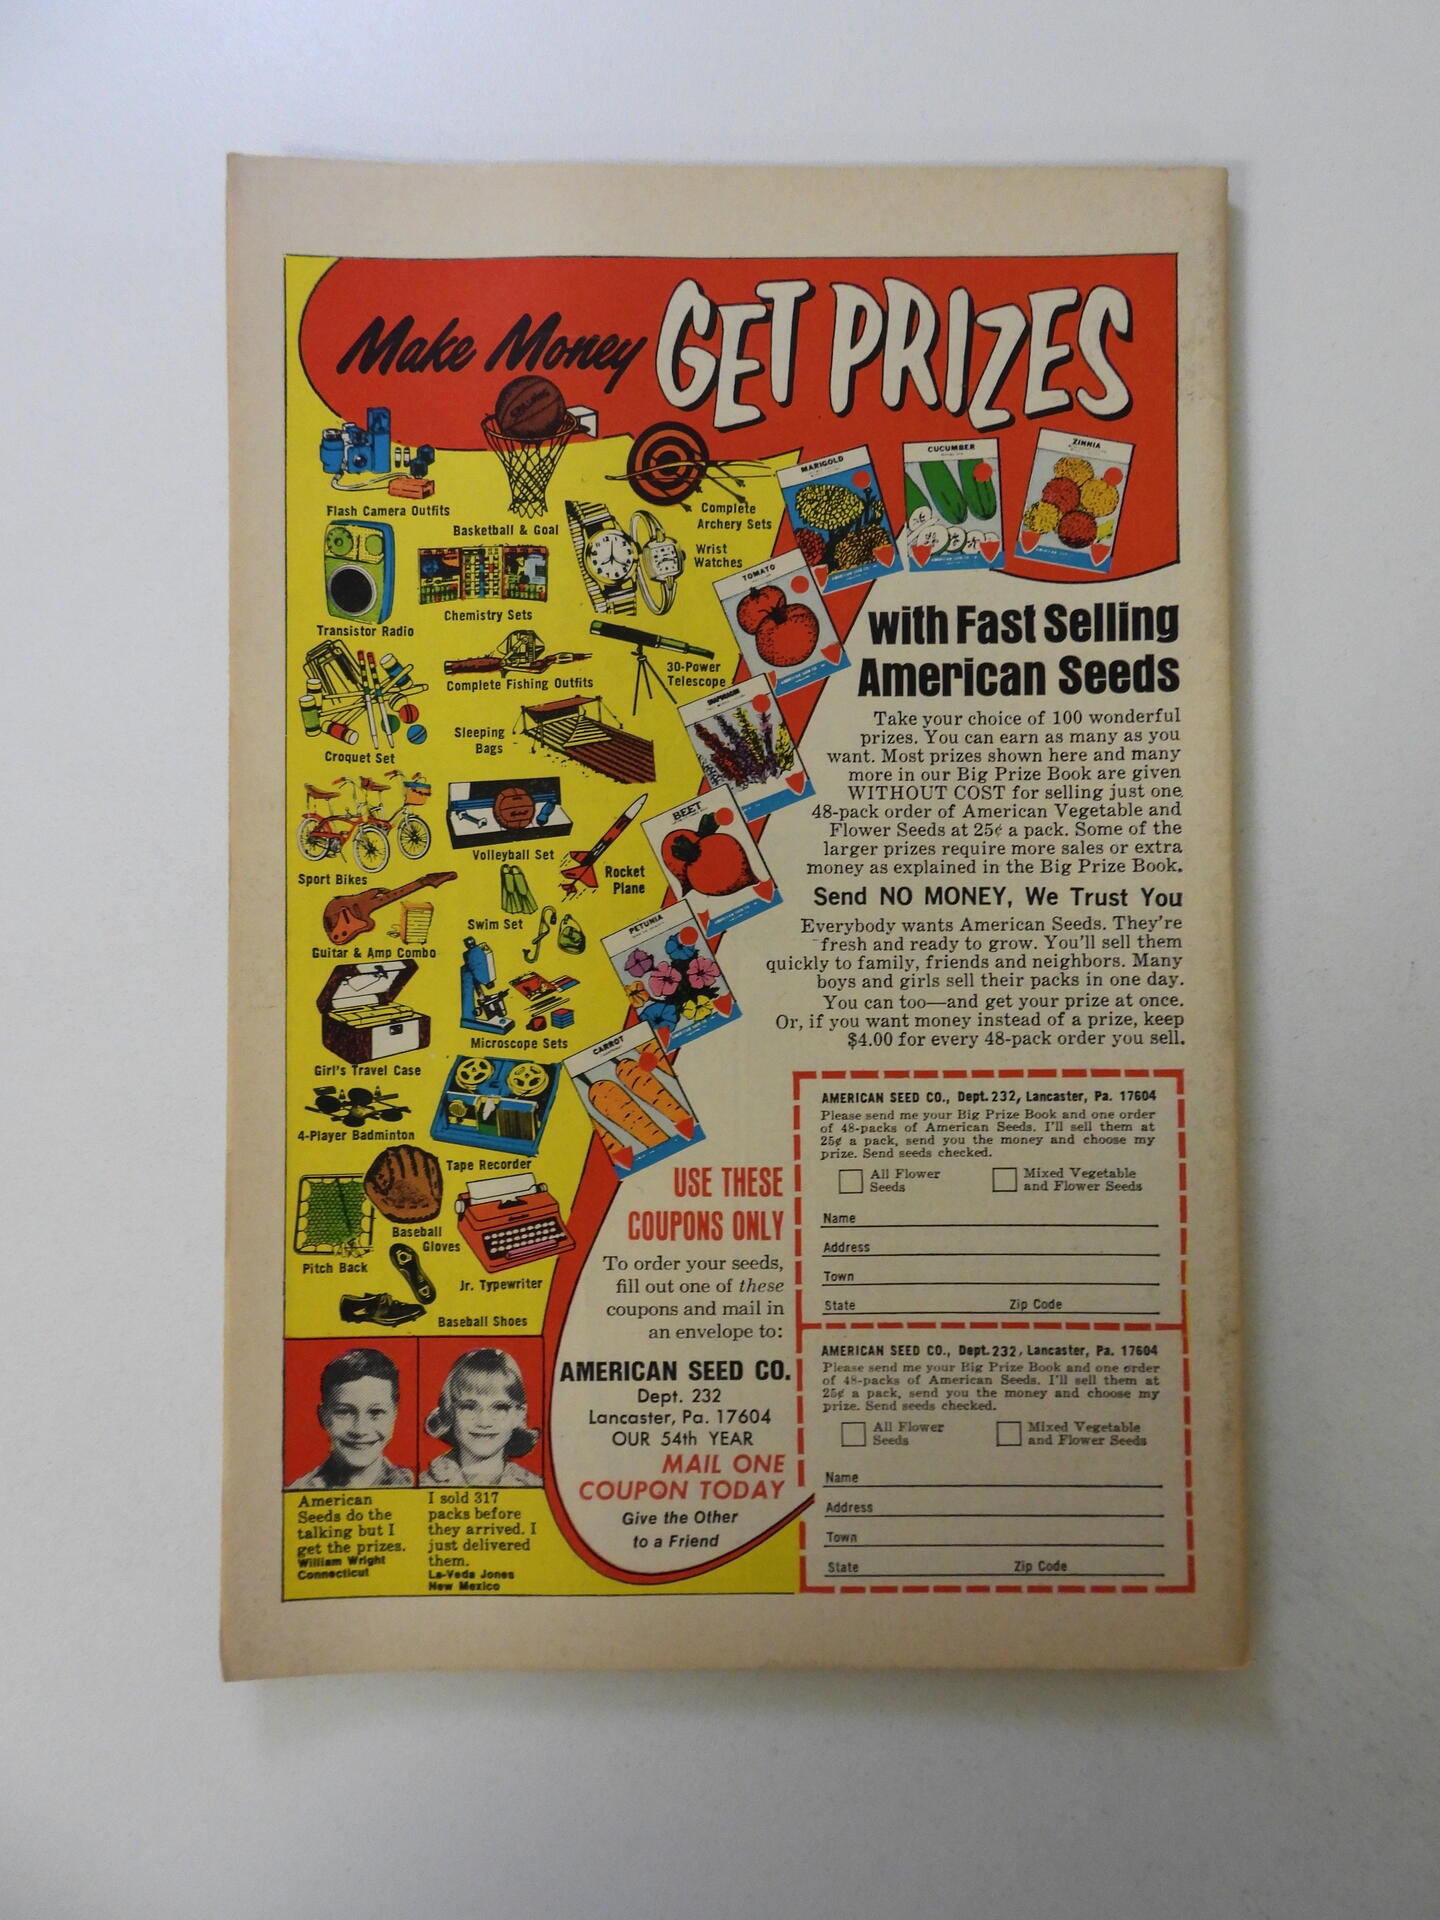 Make Money GET PRIZES
SPALDING
Flash Camera Outfits
Basketball & Goal
Complete
Archery Sets
Wrist
Watches
Transistor Radio
Chemistry Sets
Complete Fishing Outfits
30-Power
Telescope
Croquet Set
Sleeping
Bags
Sport Bikes
Volleyball Set
Rocket
Plane
Guitar & Amp Combo
Swim Set
Girl's Travel Case
Microscope Sets
4-Player Badminton
Tape Recorder
Pitch Back
Baseball
Gloves
Jr. Typewriter
Baseball Shoes
MARIGOLD
CUCUMBER
ZINNIA
TOMATO
SNAPDRAGON
BEET
PETUNIA
CARROT
with Fast Selling
American Seeds
Take your choice of 100 wonderful
prizes. You can earn as many as you
want. Most prizes shown here and many
more in our Big Prize Book are given
WITHOUT COST for selling just one
48-pack order of American Vegetable and
Flower Seeds at 25¢ a pack. Some of the
larger prizes require more sales or extra
money as explained in the Big Prize Book.
Send NO MONEY, We Trust You
Everybody wants American Seeds. They're
fresh and ready to grow. You'll sell them
quickly to family, friends and neighbors. Many
boys and girls sell their packs in one day.
You can too—and get your prize at once.
Or, if you want money instead of a prize, keep
$4.00 for every 48-pack order you sell.
USE THESE
COUPONS ONLY
To order your seeds,
fill out one of these
coupons and mail in
an envelope to:
AMERICAN SEED CO.
Dept. 232
Lancaster, Pa. 17604
OUR 54th YEAR
MAIL ONE
COUPON TODAY
Give the Other
to a Friend
American
Seeds do the
talking but I
get the prizes.
William Wright
Connecticut
I sold 317
packs before
they arrived. I
just delivered
them.
La-Veda Jones
New Mexico
AMERICAN SEED CO., Dept. 232, Lancaster, Pa. 17604
Please send me your Big Prize Book and one order
of 48-packs of American Seeds. I'll sell them at
25¢ a pack, send you the money and choose my
prize. Send seeds checked.
All Flower
Seeds
Mixed Vegetable
and Flower Seeds
Name
Address
Town
State Zip Code
AMERICAN SEED CO., Dept. 232, Lancaster, Pa. 17604
Please send me your Big Prize Book and one order
of 48-packs of American Seeds. I'll sell them at
25¢ a pack, send you the money and choose my
prize. Send seeds checked.
All Flower
Seeds
Mixed Vegetable
and Flower Seeds
Name
Address
Town
State Zip Code